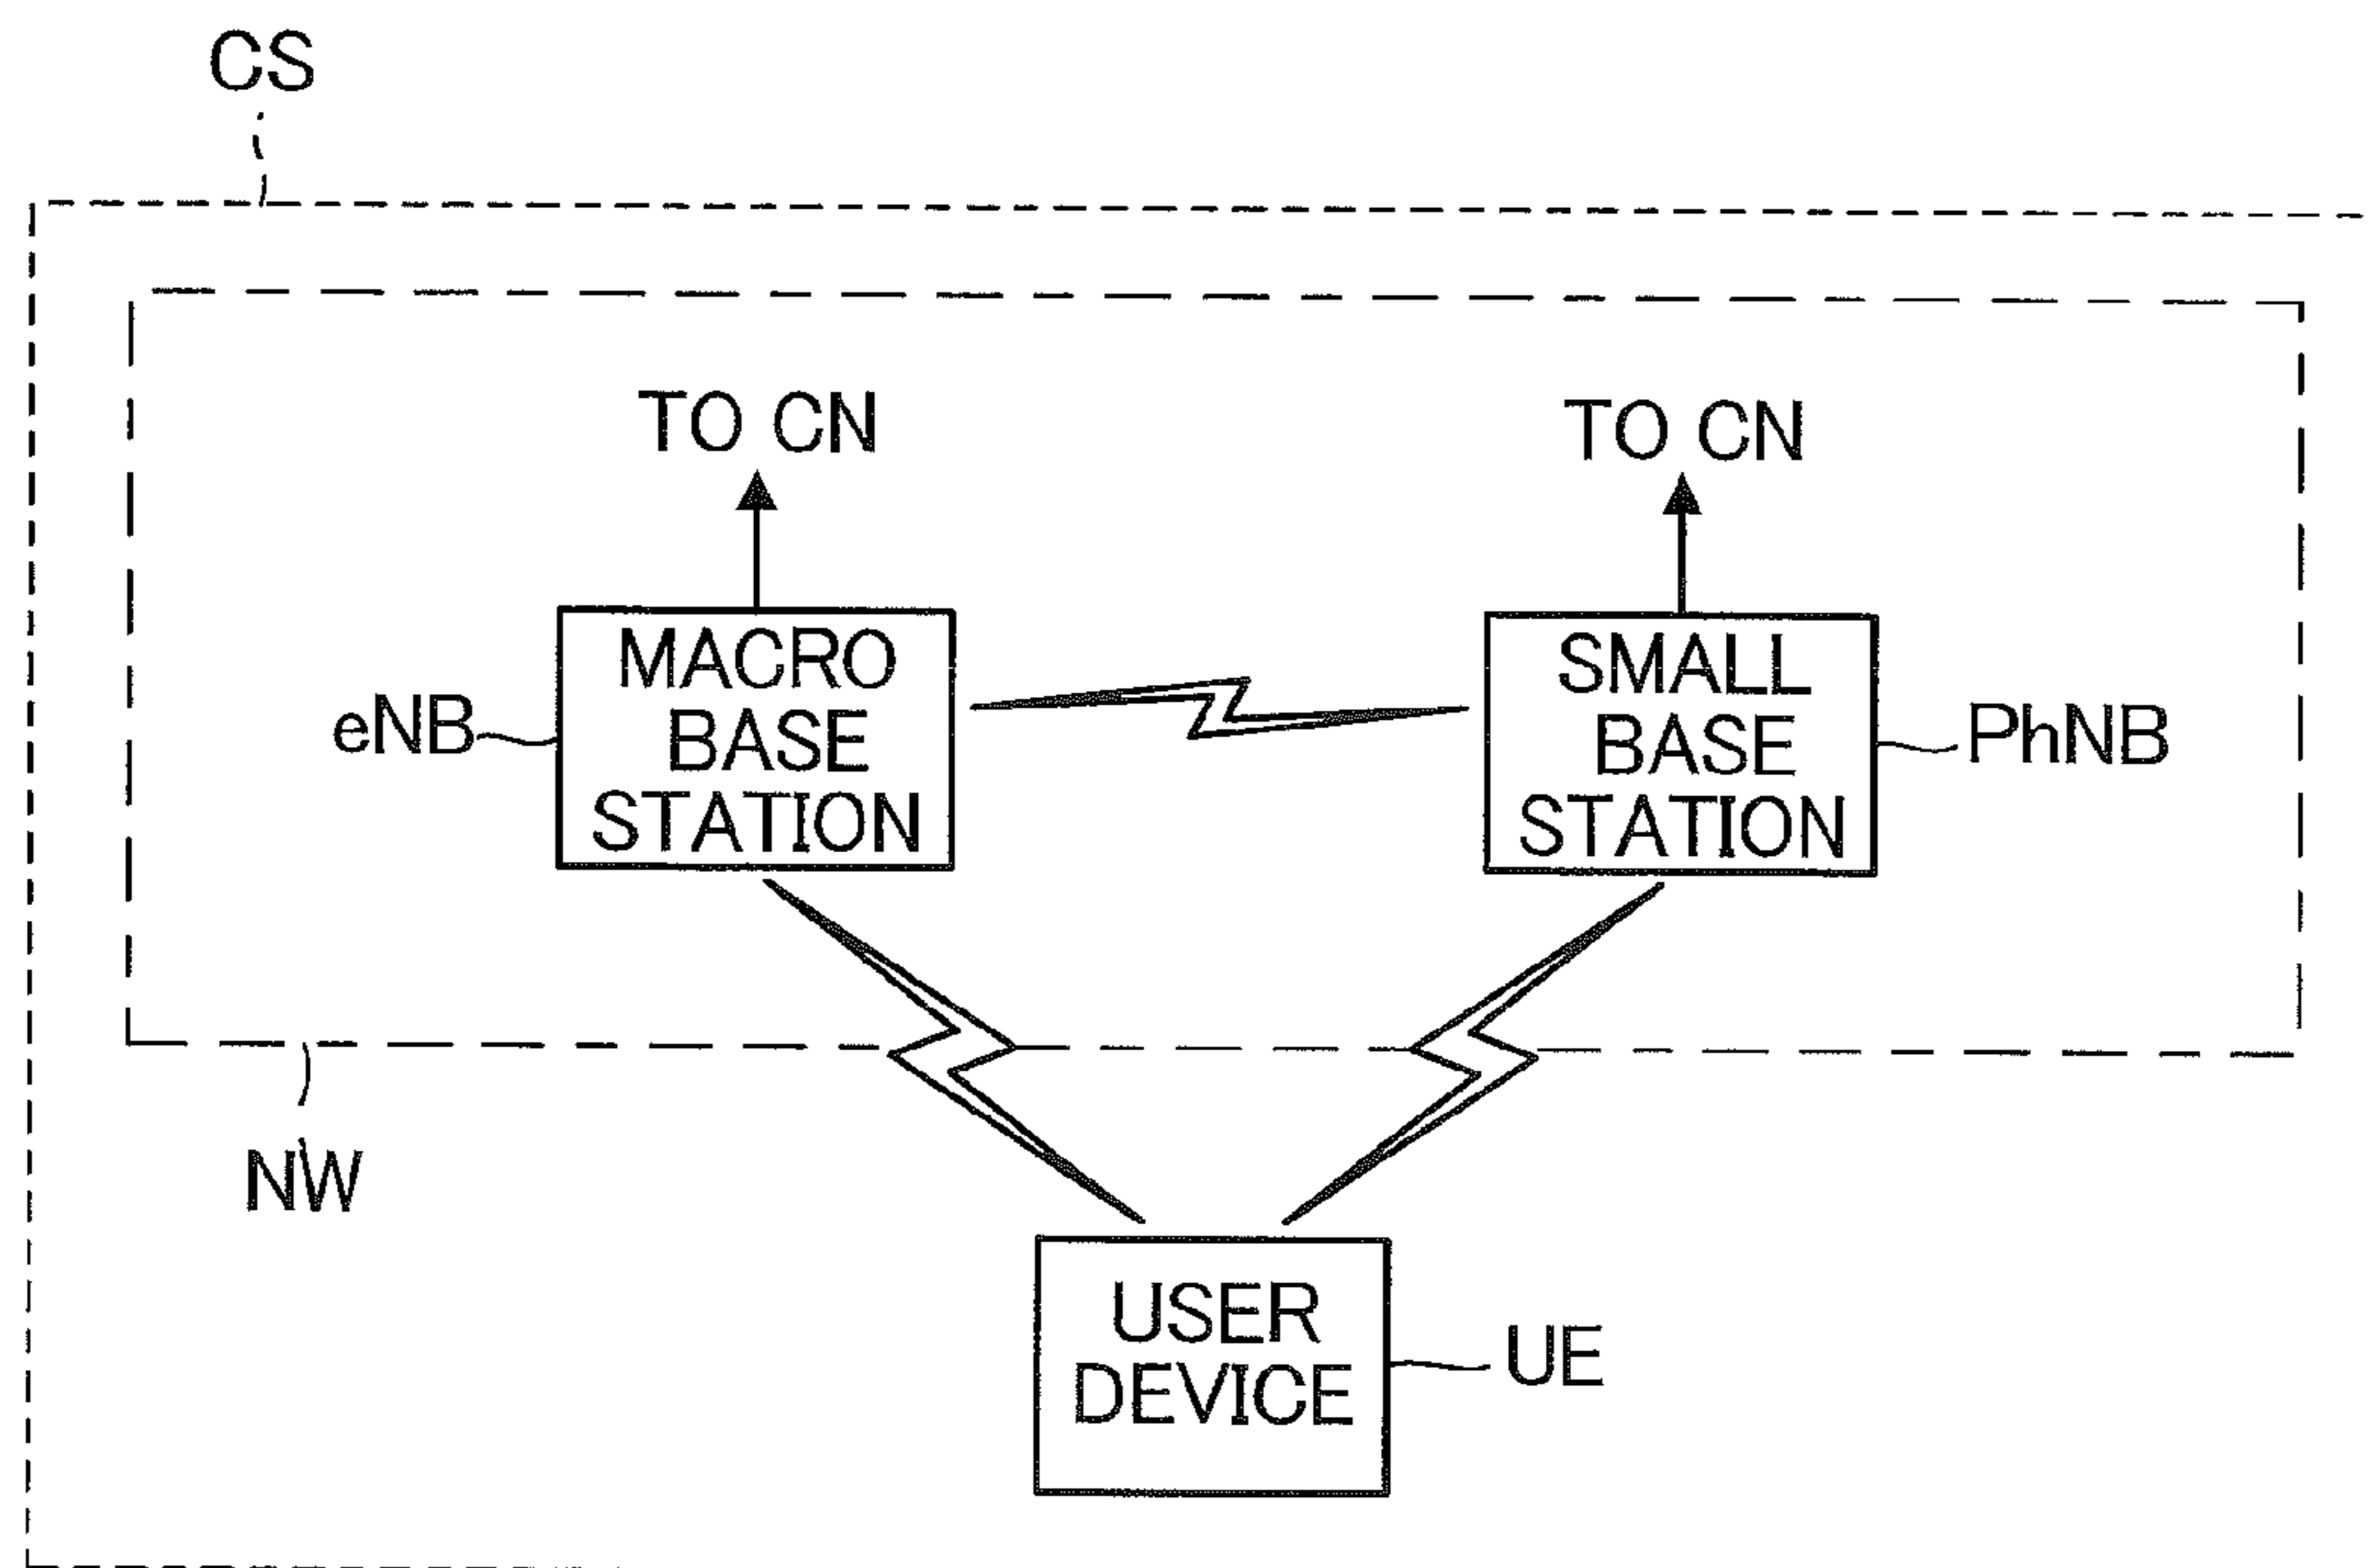 CS
TO CN
TO CN
MACRO
BASE
STATION
eNB
SMALL
BASE
STATION
PhNB
NW
USER
DEVICE
UE